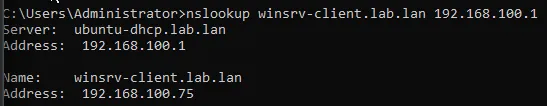 C:\Users\Administrator>nslookup winsrv-client.lab.lan 192.168.100.1
Server:  ubuntu-dhcp.lab.lan
Address:  192.168.100.1
Name:    winsrv-client.lab.lan
Address:  192.168.100.75